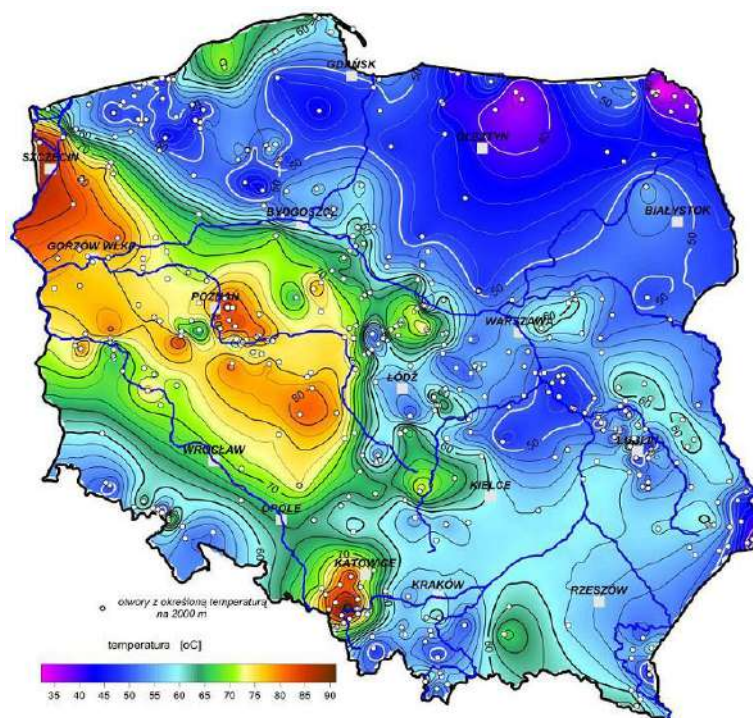 GDAŃSK
OLSZTYN
SZCZECIN
BYDGOSZCZ
BIAŁYSTOK
GORZÓW WLKP.
POZNAŃ
WARSZAWA
ŁÓDŹ
LUBLIN
WROCŁAW
KIELCE
OPOLE
KATOWICE
KRAKÓW
RZESZÓW
otwory z określoną temperaturą
na 2000 m
temperatura [oC]
35 40 45 50 55 60 65 70 75 80 85 90